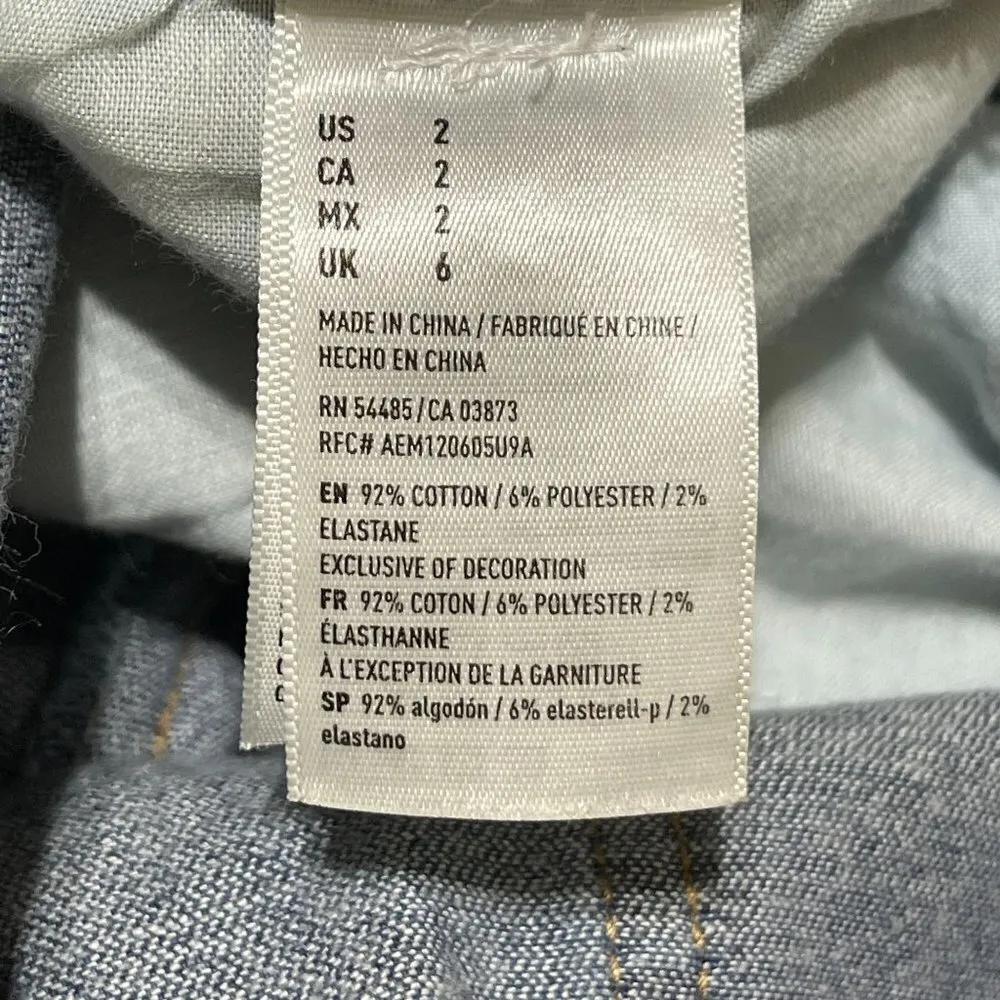 US 2
CA 2
MX 2
UK 6
MADE IN CHINA / FABRIQUÉ EN CHINE /
HECHO EN CHINA
RN 54485/CA 03873
RFC# AEM120605U9A
EN 92% COTTON / 6% POLYESTER / 2%
ELASTANE
EXCLUSIVE OF DECORATION
FR 92% COTON / 6% POLYESTER / 2%
ÉLASTHANNE
À L'EXCEPTION DE LA GARNITURE
SP 92% algodón / 6% elasterell-p / 2%
elastano